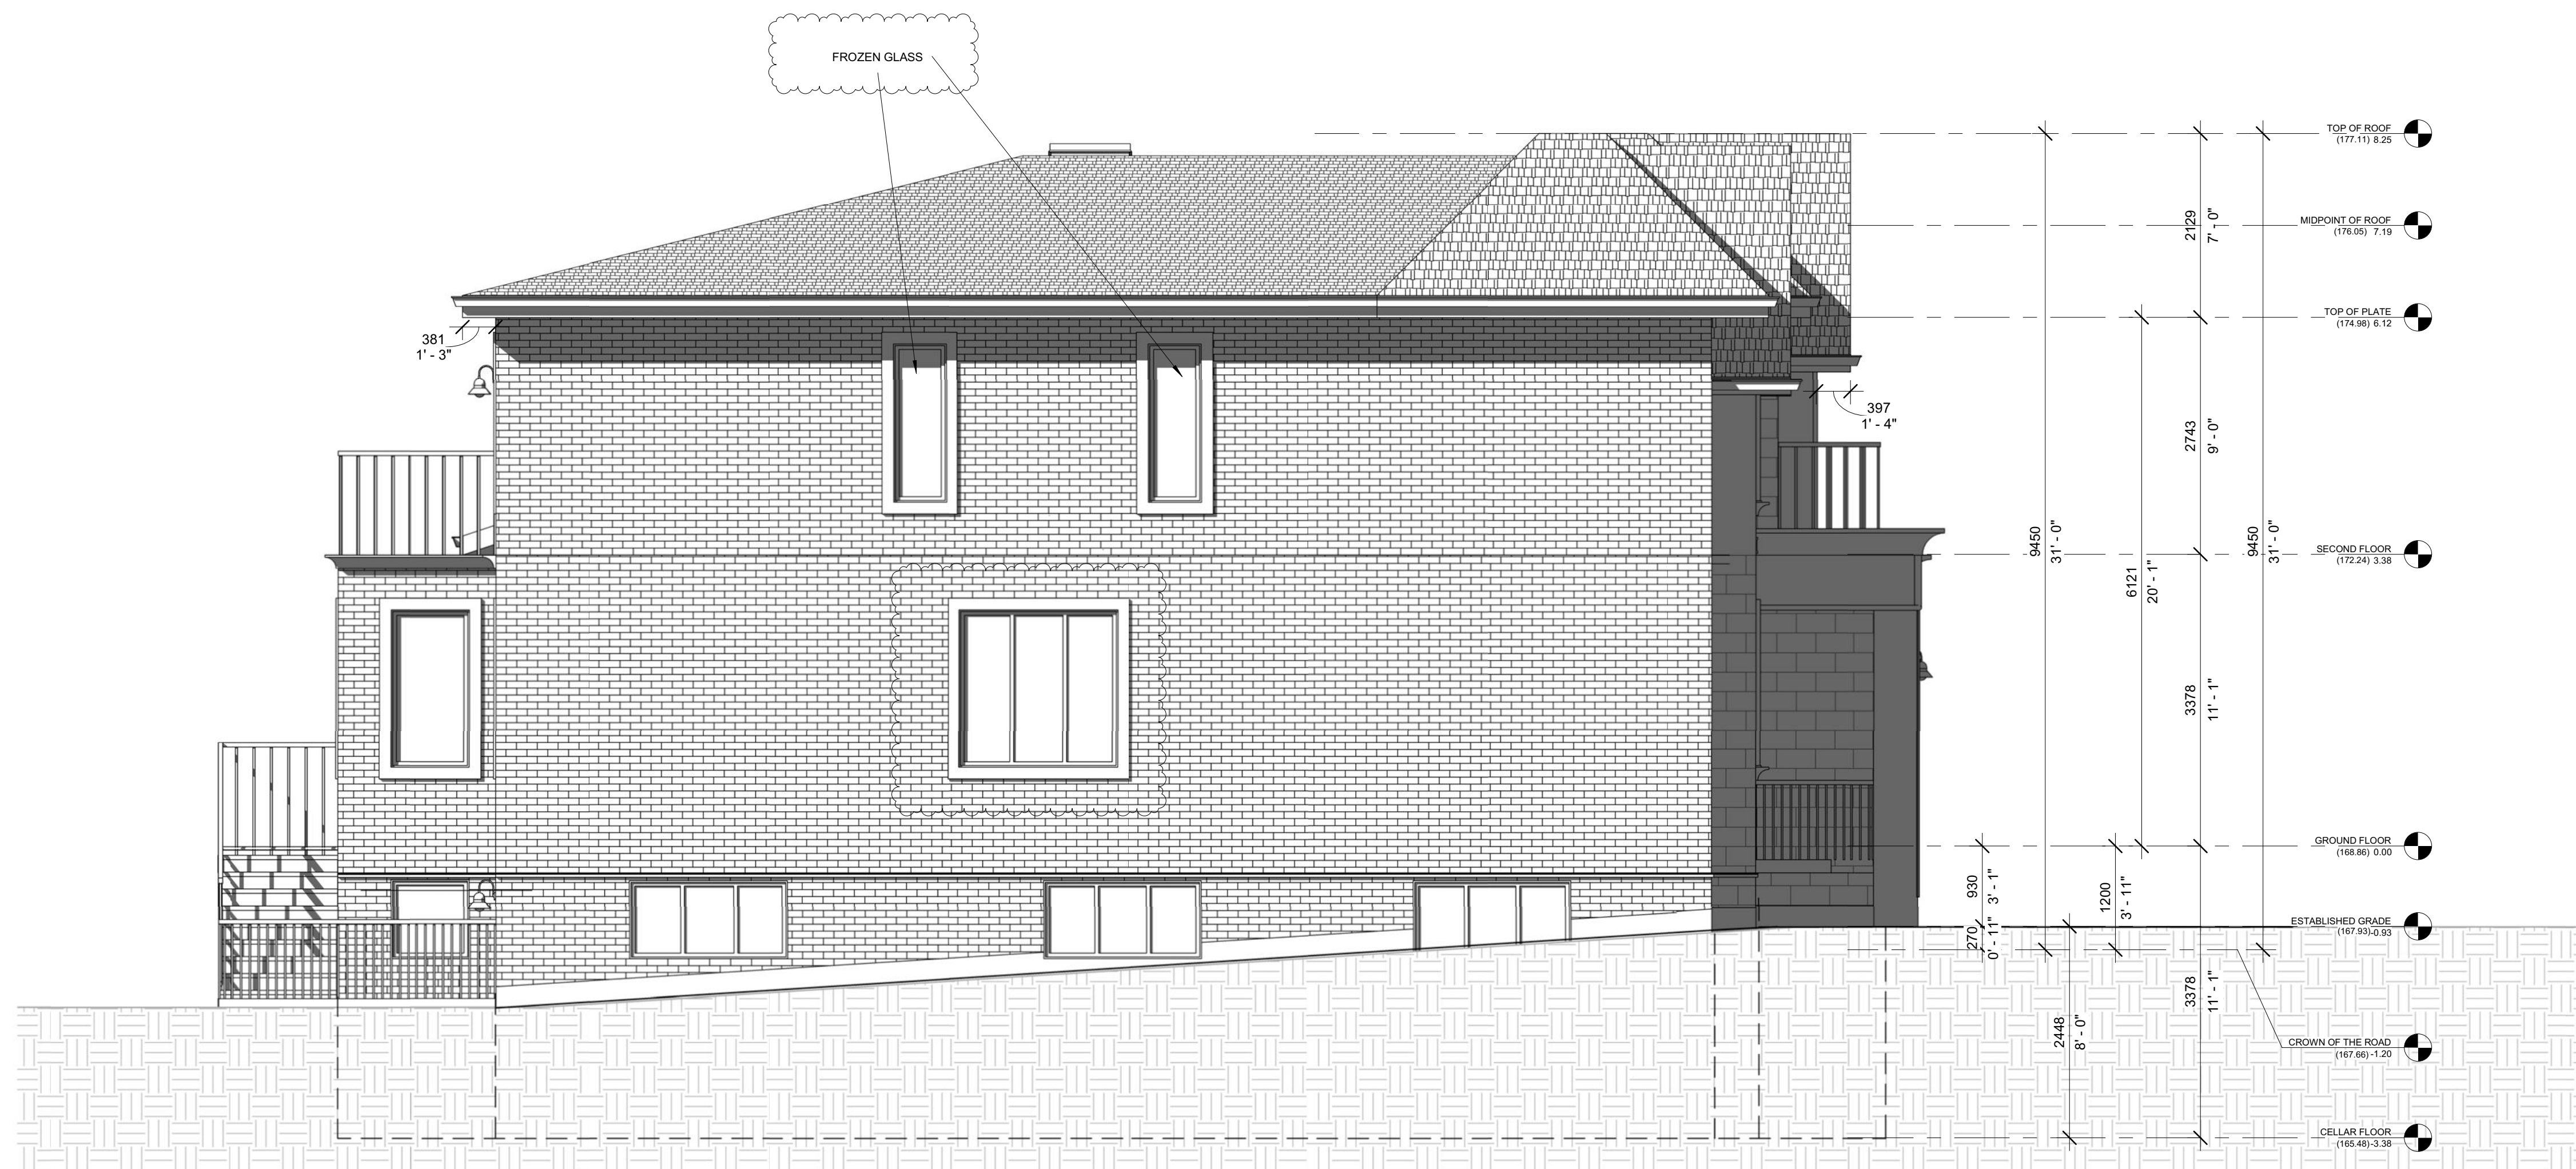 FROZEN GLASS
TOP OF ROOF
(177.11) 8.25
MIDPOINT OF ROOF
(176.05) 7.19
TOP OF PLATE
(174.98) 6.12
SECOND FLOOR
(172.24) 3.38
GROUND FLOOR
(168.86) 0.00
ESTABLISHED GRADE
(167.93)-0.93
CROWN OF THE ROAD
(167.66)-1.20
CELLAR FLOOR
(165.48)-3.38
381
1' - 3"
397
1' - 4"
930
3' - 1"
270
0' - 11"
9450
31' - 0"
2448
8' - 0"
1200
3' - 11"
6121
20' - 1"
2129
7' - 0"
2743
9' - 0"
3378
11' - 1"
3378
11' - 1"
9450
31' - 0"